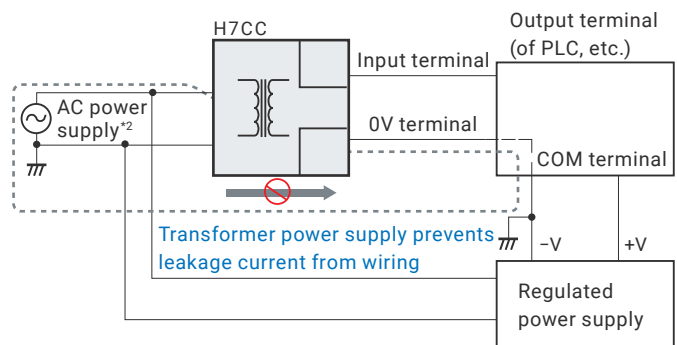 H7CC
Output terminal
(of PLC, etc.)
Input terminal
AC power
supply*2
0V terminal
COM terminal
Transformer power supply prevents
leakage current from wiring
−V
+V
Regulated
power supply